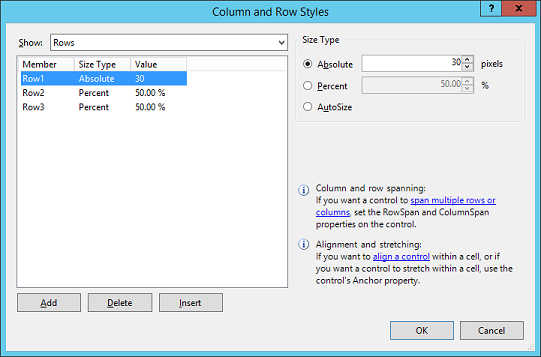 Column and Row Styles
?
Show: Rows
Member Size Type Value
Row1 Absolute 30
Row2 Percent 50.00 %
Row3 Percent 50.00 %
Add Delete Insert
Size Type
Absolute 30 pixels
Percent 50.00 %
AutoSize
Column and row spanning:
If you want a control to span multiple rows or
columns, set the RowSpan and ColumnSpan
properties on the control.
Alignment and stretching:
If you want to align a control within a cell, or if
you want a control to stretch within a cell, use the
control's Anchor property.
OK Cancel